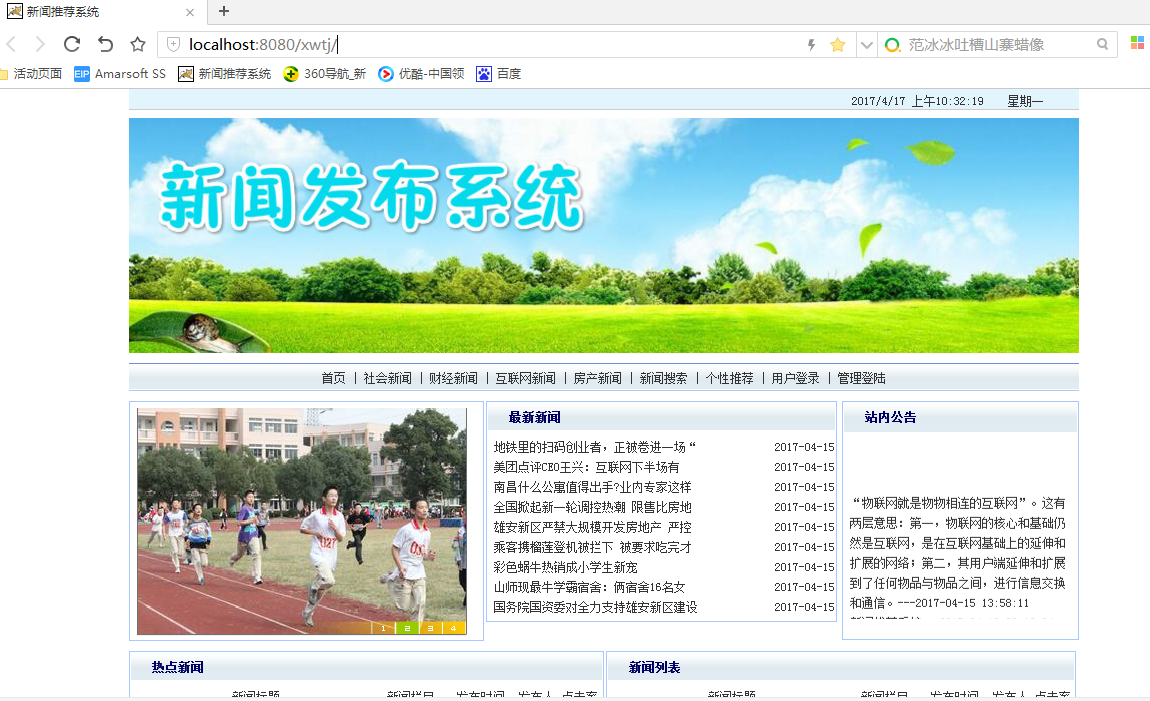 新闻推荐系统
localhost:8080/xwtj/
范冰冰吐槽山寨蜡像
活动页面 EIP Amarsoft SS 新闻推荐系统 360导航_新 优酷-中国领 百度
2017/4/17 上午10:32:19 星期一
新闻发布系统
首页 | 社会新闻 | 财经新闻 | 互联网新闻 | 房产新闻 | 新闻搜索 | 个性推荐 | 用户登录 | 管理登陆
1 2 3 4
最新新闻
地铁里的扫码创业者，正被卷进一场“ 2017-04-15
美团点评CEO王兴：互联网下半场有 2017-04-15
南昌什么公寓值得出手?业内专家这样 2017-04-15
全国掀起新一轮调控热潮 限售比房地 2017-04-15
雄安新区严禁大规模开发房地产 严控 2017-04-15
乘客携榴莲登机被拦下 被要求吃完才 2017-04-15
彩色蜗牛热销成小学生新宠 2017-04-15
山师现最牛学霸宿舍：俩宿舍16名女 2017-04-15
国务院国资委对全力支持雄安新区建设 2017-04-15
站内公告
“物联网就是物物相连的互联网”。这有
两层意思：第一，物联网的核心和基础仍
然是互联网，是在互联网基础上的延伸和
扩展的网络；第二，其用户端延伸和扩展
到了任何物品与物品之间，进行信息交换
和通信。---2017-04-15 13:58:11
热点新闻
新闻标题 新闻栏目 发布时间 发布人 点击率
新闻列表
新闻标题 新闻栏目 发布时间 发布人 点击率